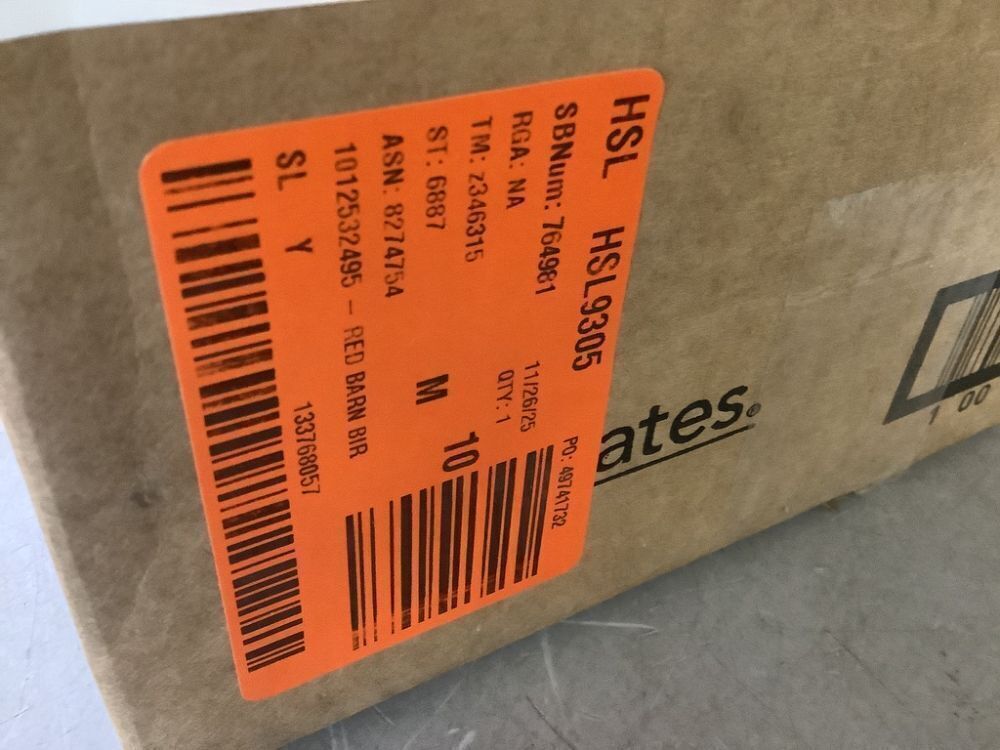 HSL HSL9305
SBNum: 764981
PO: 49741732
RGA: NA
11/26/25
TM: z346315
QTY: 1
ST: 6887
M 10
ASN: 8274754
1012532495 - RED BARN BIR
SL Y
133768057
ates.®
1 00